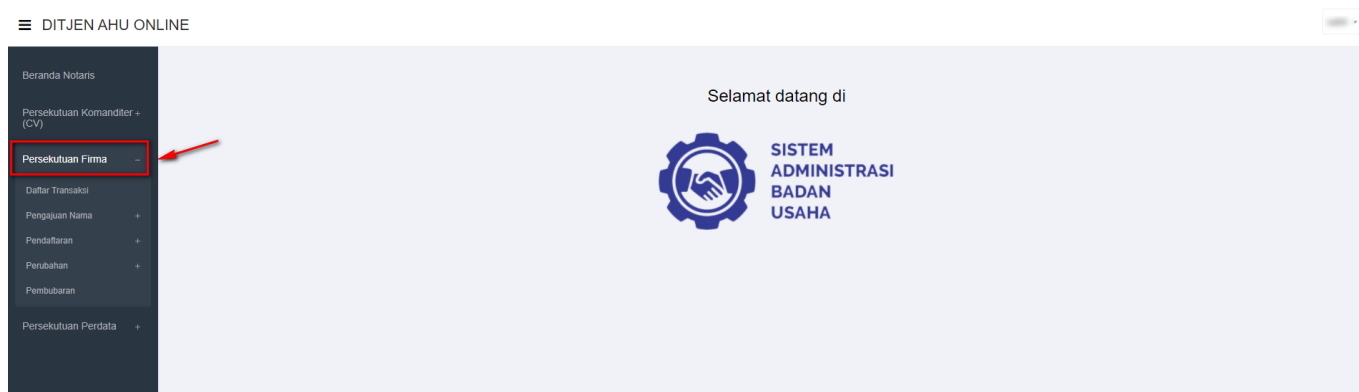 DITJEN AHU ONLINE
Beranda Notaris
Persekutuan Komanditer +
(CV)
Persekutuan Firma −
Daftar Transaksi
Pengajuan Nama +
Pendaftaran +
Perubahan +
Pembubaran
Persekutuan Perdata +
Selamat datang di
SISTEM
ADMINISTRASI
BADAN
USAHA